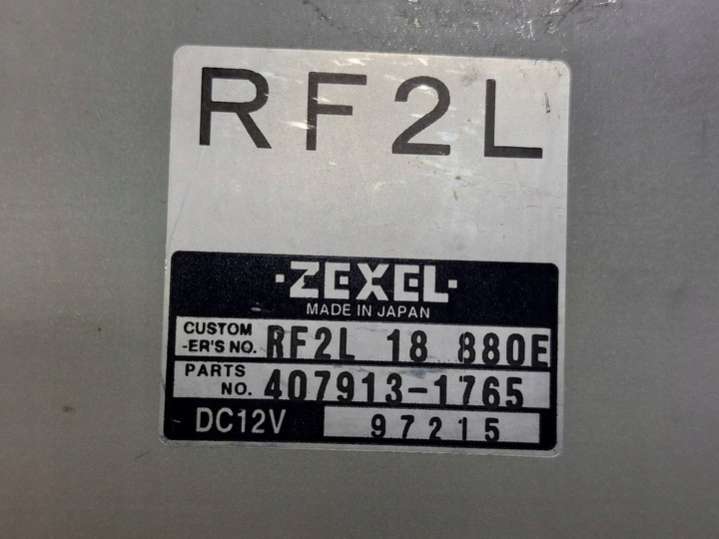 RF2L
·ZEXEL·
MADE IN JAPAN
CUSTOM
-ER'S NO. RF2L 18 880E
PARTS
NO. 407913-1765
DC12V 97215